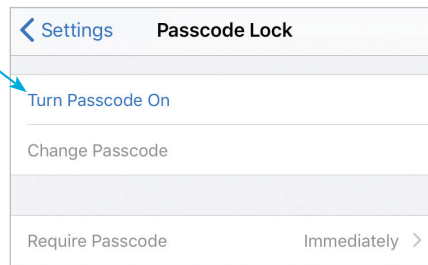 Settings Passcode Lock
Turn Passcode On
Change Passcode
Require Passcode Immediately